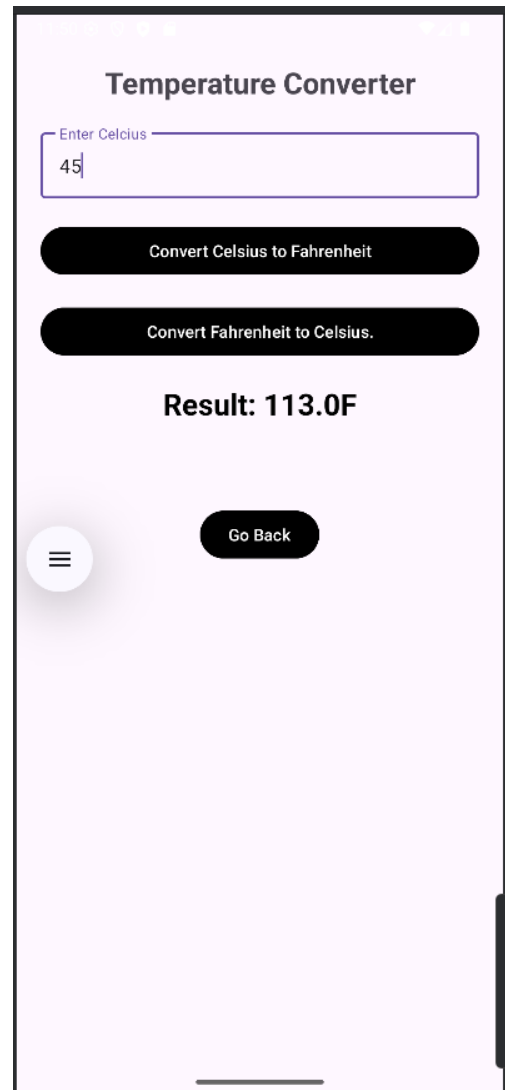 Temperature Converter
Enter Celcius
45
Convert Celsius to Fahrenheit
Convert Fahrenheit to Celsius.
Result: 113.0F
Go Back